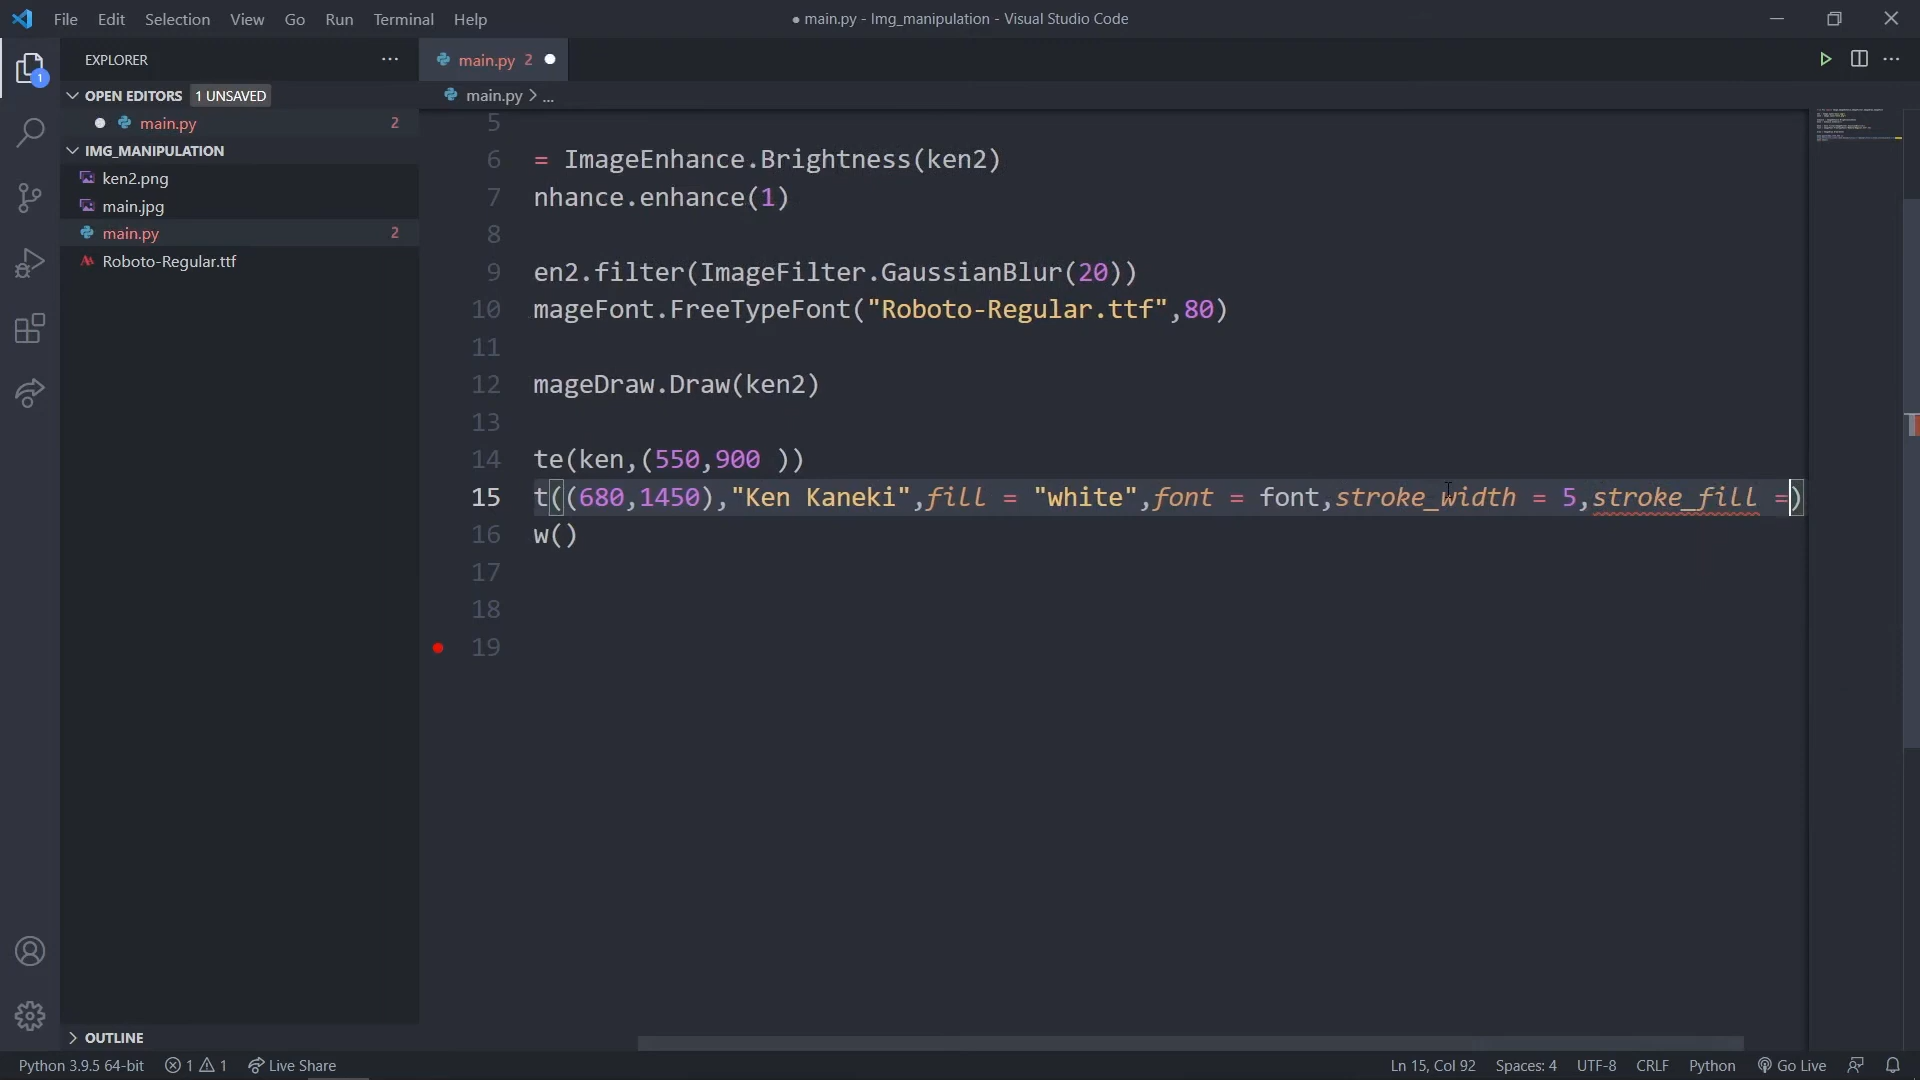 File Edit Selection View Go Run Terminal Help
● main.py - Img_manipulation - Visual Studio Code
EXPLORER
main.py 2
OPEN EDITORS 1 UNSAVED
main.py > ...
main.py 2
IMG_MANIPULATION
ken2.png
main.jpg
main.py 2
Roboto-Regular.ttf
1
5
6 = ImageEnhance.Brightness(ken2)
7 nhance.enhance(1)
8
9 en2.filter(ImageFilter.GaussianBlur(20))
10 mageFont.FreeTypeFont("Roboto-Regular.ttf",80)
11
12 mageDraw.Draw(ken2)
13
14 te(ken,(550,900 ))
15 t((680,1450),"Ken Kaneki",fill = "white",font = font,stroke_width = 5,stroke_fill =)
16 w()
17
18
19
OUTLINE
Python 3.9.5 64-bit 1 1 Live Share Ln 15, Col 92 Spaces: 4 UTF-8 CRLF Python Go Live